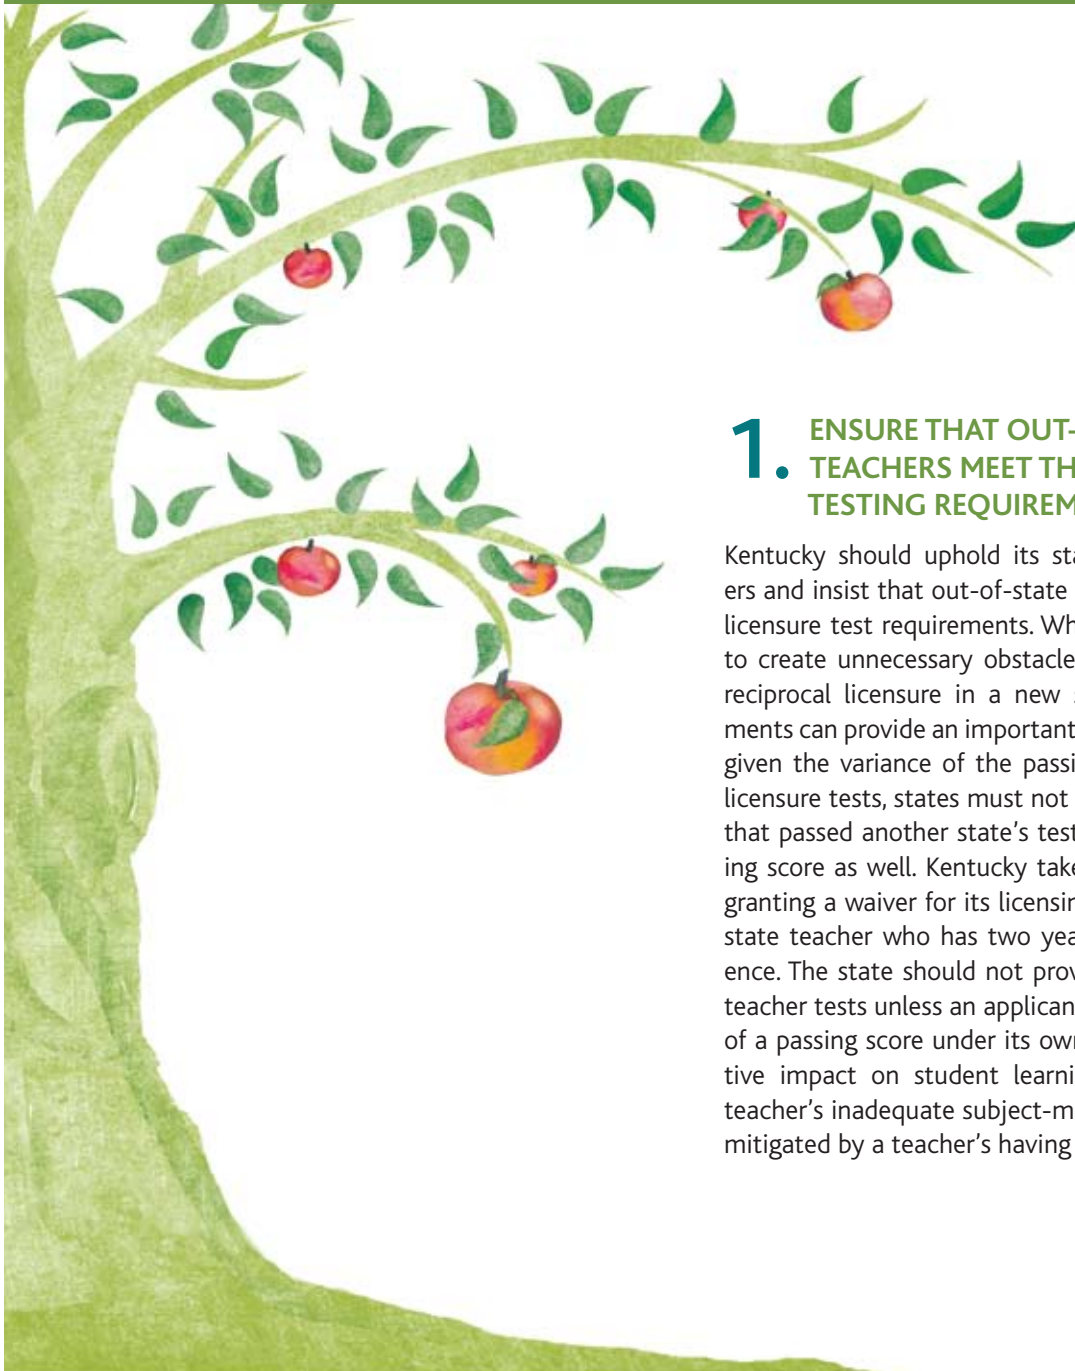 1. ENSURE THAT OUT-
TEACHERS MEET TH
TESTING REQUIREM
Kentucky should uphold its sta
ers and insist that out-of-state
licensure test requirements. Wh
to create unnecessary obstacle
reciprocal licensure in a new
ments can provide an important
given the variance of the passi
licensure tests, states must not
that passed another state's test
ing score as well. Kentucky take
granting a waiver for its licensin
state teacher who has two yea
ence. The state should not prov
teacher tests unless an applican
of a passing score under its own
tive impact on student learni
teacher's inadequate subject-m
mitigated by a teacher's having